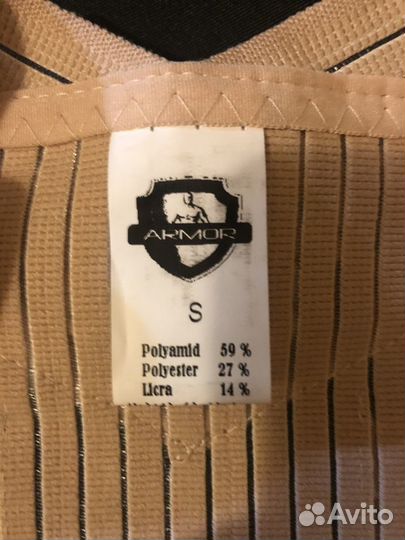 ARMOR
S
Polyamid 59 %
Polyester 27 %
Licra 14 %
Avito